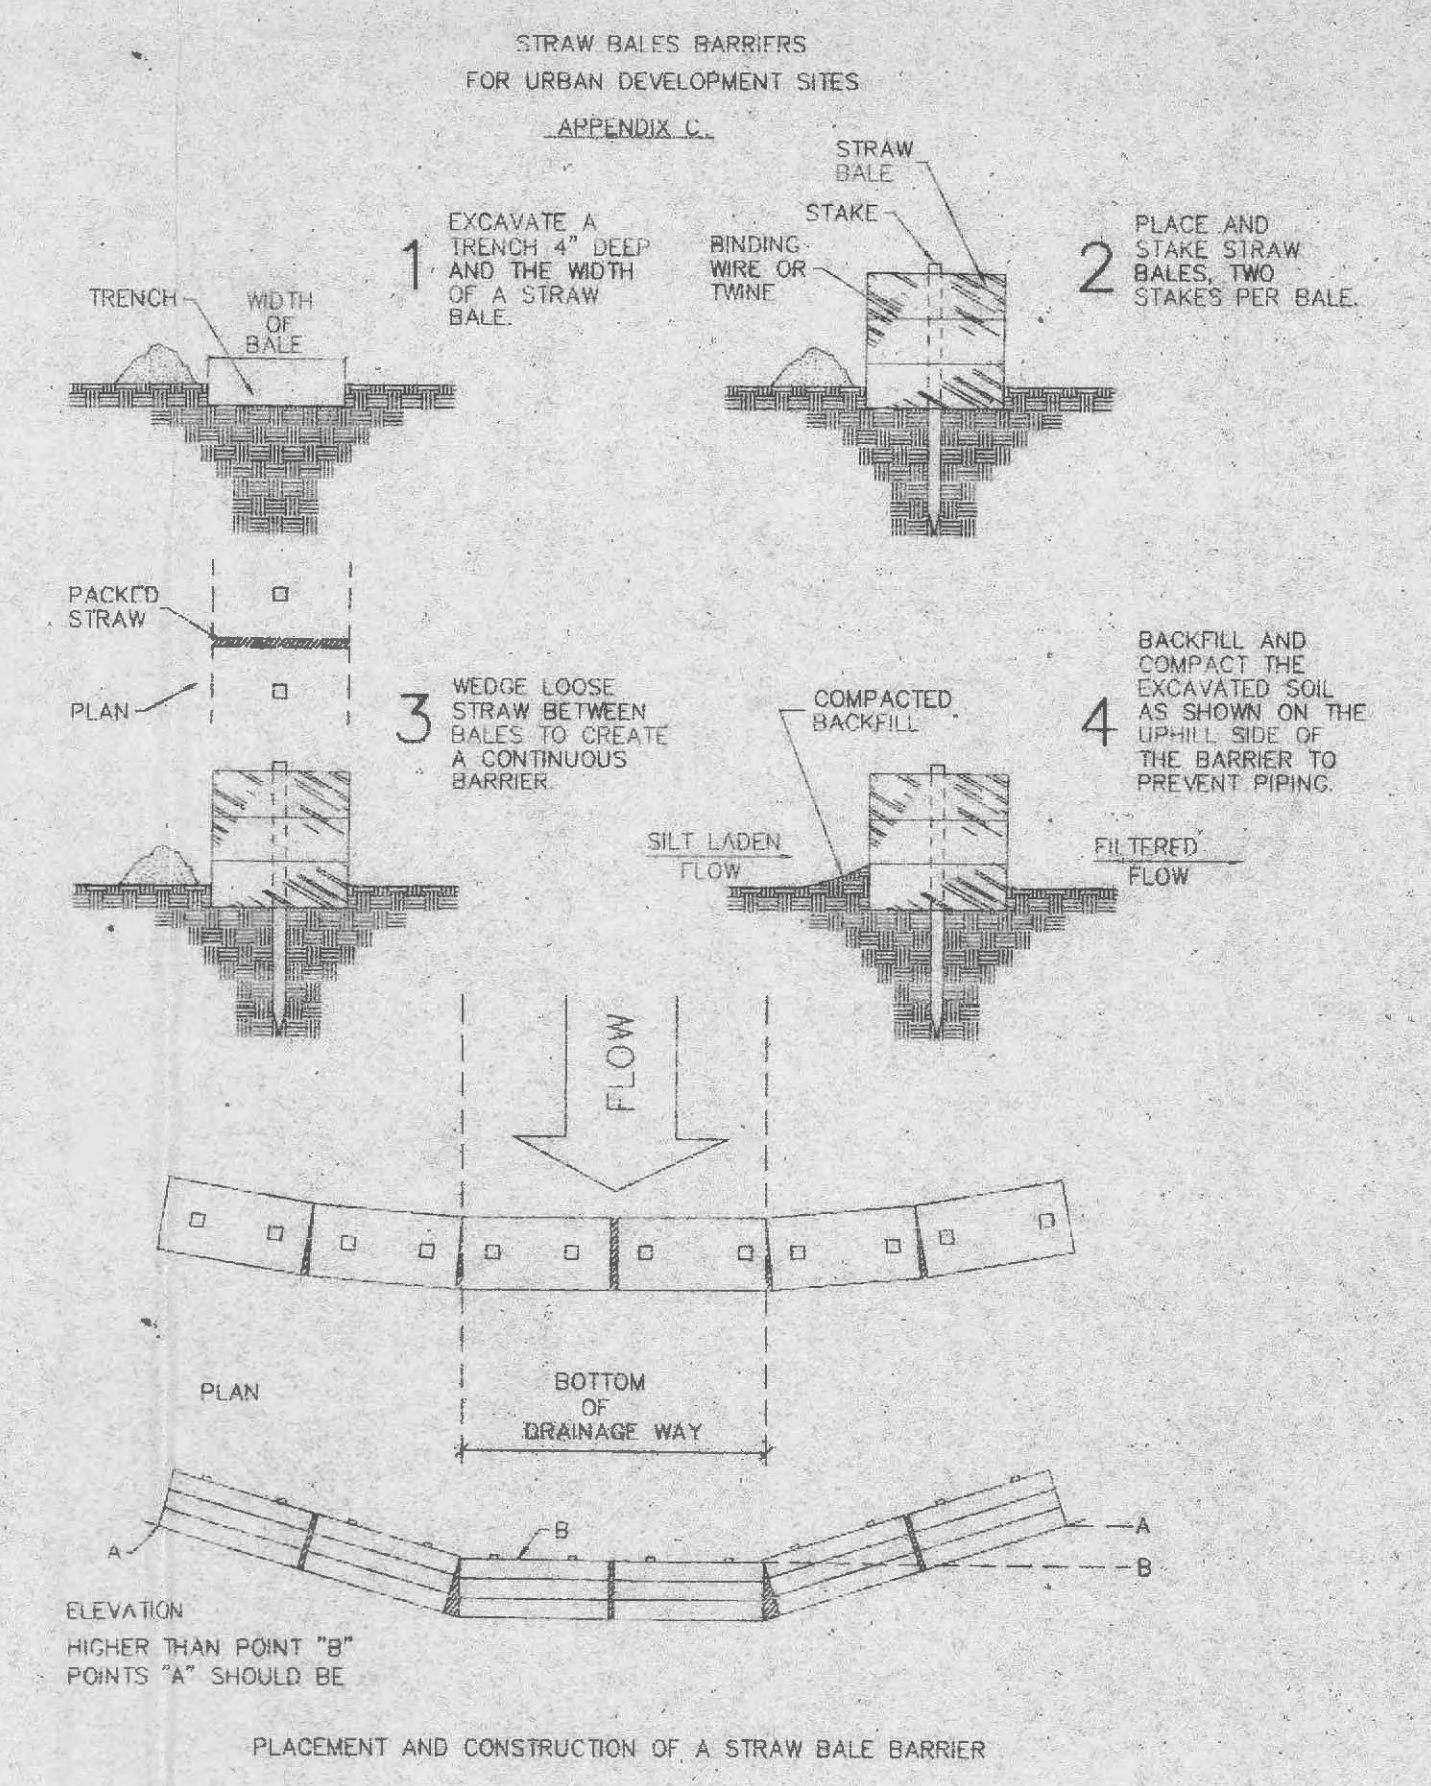 STRAW BALES BARRIERS
FOR URBAN DEVELOPMENT SITES
APPENDIX C.
1
EXCAVATE A
TRENCH 4" DEEP
AND THE WIDTH
OF A STRAW
BALE.
TRENCH
WIDTH
OF
BALE
STRAW
BALE
STAKE
BINDING
WIRE OR
TWINE
2
PLACE AND
STAKE STRAW
BALES, TWO
STAKES PER BALE.
PACKED
STRAW
PLAN
3
WEDGE LOOSE
STRAW BETWEEN
BALES TO CREATE
A CONTINUOUS
BARRIER.
COMPACTED
BACKFILL
4
BACKFILL AND
COMPACT THE
EXCAVATED SOIL
AS SHOWN ON THE
UPHILL SIDE OF
THE BARRIER TO
PREVENT PIPING.
SILT LADEN
FLOW
FILTERED
FLOW
FLOW
PLAN
BOTTOM
OF
DRAINAGE WAY
A
B
A
B
ELEVATION
HIGHER THAN POINT "B"
POINTS "A" SHOULD BE
PLACEMENT AND CONSTRUCTION OF A STRAW BALE BARRIER